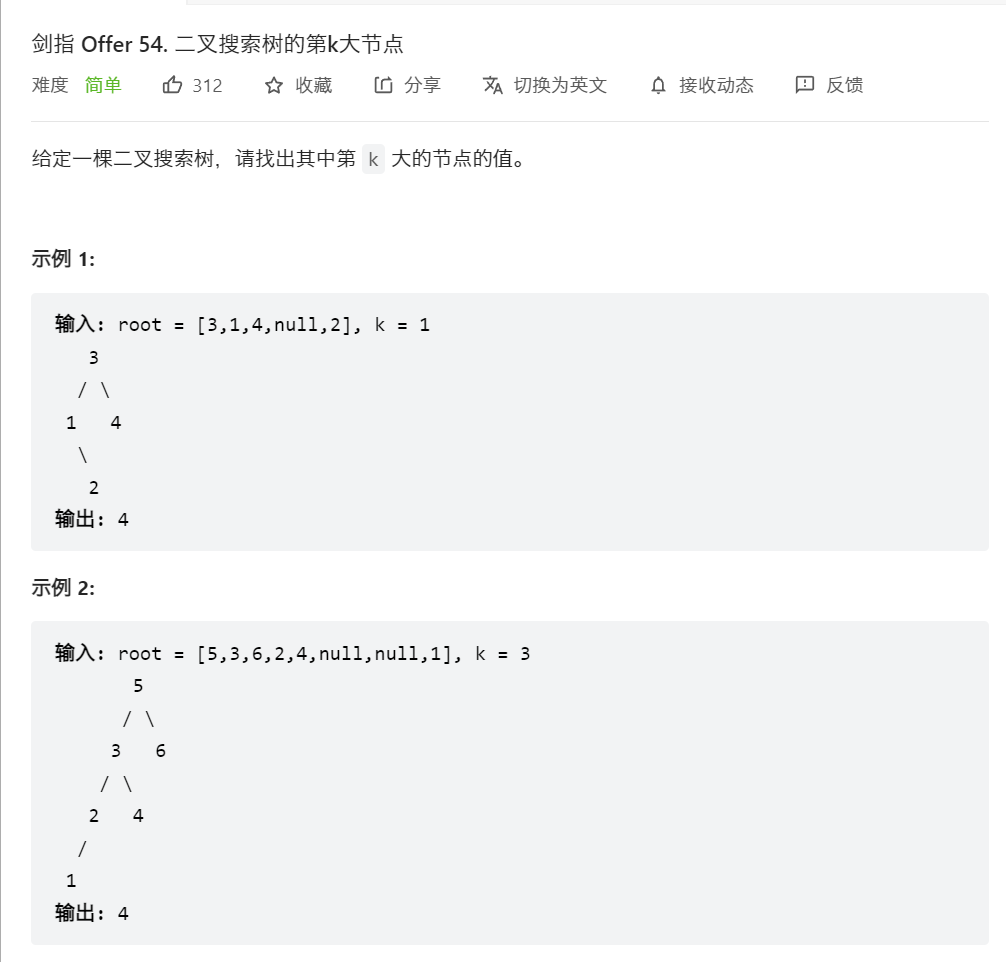 剑指 Offer 54. 二叉搜索树的第k大节点
难度 简单 312 收藏 分享 切换为英文 接收动态 反馈
给定一棵二叉搜索树，请找出其中第 k 大的节点的值。
示例 1:
输入: root = [3,1,4,null,2], k = 1
   3
  / \
 1   4
  \
   2
输出: 4
示例 2:
输入: root = [5,3,6,2,4,null,null,1], k = 3
       5
      / \
     3   6
    / \
   2   4
  /
 1
输出: 4